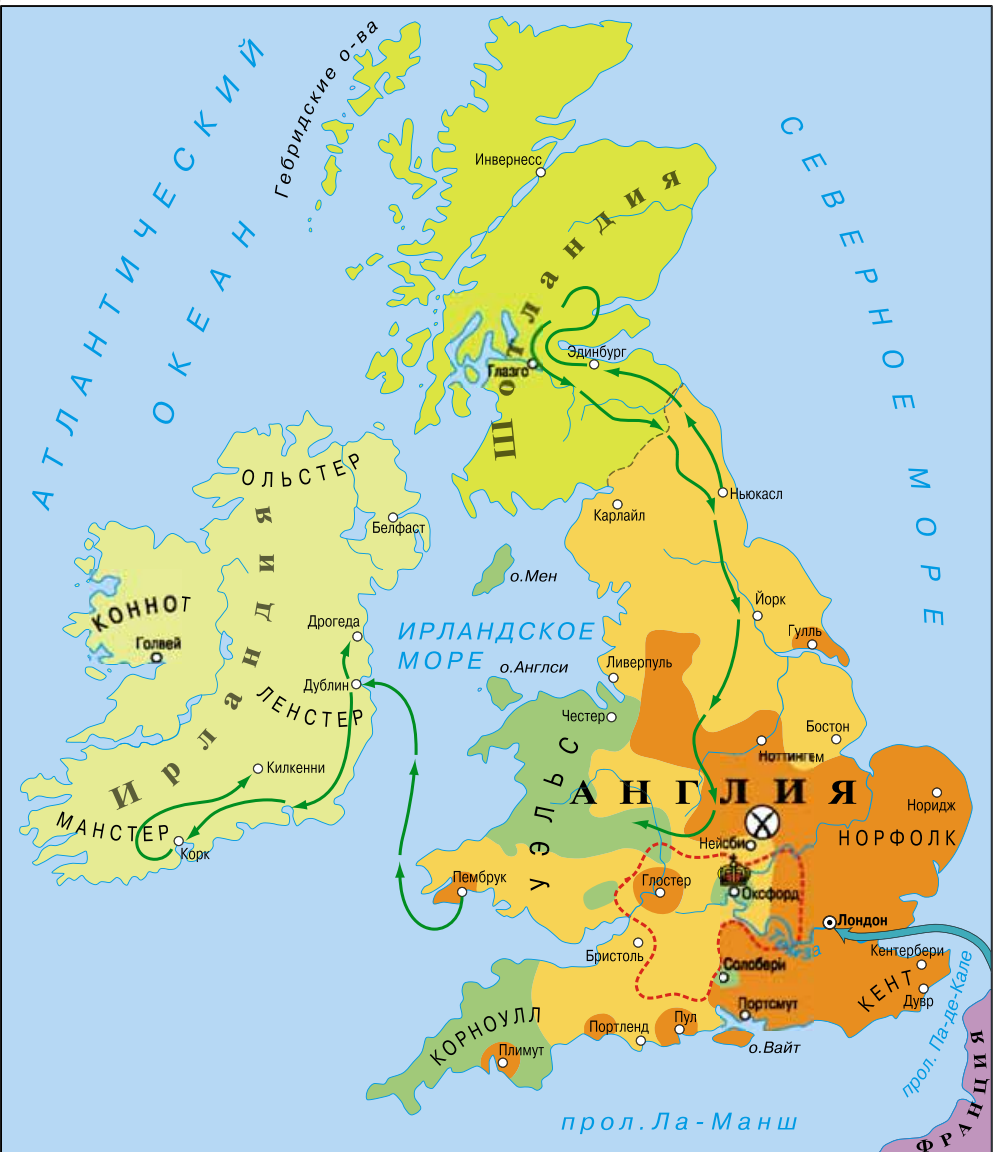 АТЛАНТИЧЕСКИЙ
ОКЕАН
Гебридские о-ва
СЕВЕРНОЕ МОРЕ
Инвернесс
Шотландия
Эдинбург
Глазго
Ньюкасл
Карлайл
ОЛЬСТЕР
Белфаст
Ирландия
КОННОТ
Голвей
Дрогеда
Дублин
ЛЕНСТЕР
Килкенни
МАНСТЕР
Корк
о.Мен
ИРЛАНДСКОЕ
МОРЕ
о.Англси
Йорк
Гулль
Ливерпуль
Честер
Бостон
Ноттингем
АНГЛИЯ
УЭЛЬС
Норидж
НОРФОЛК
Нейсби
Пембрук
Глостер
Оксфорд
Лондон
Бристоль
Темза
Кентербери
Солсбери
КЕНТ
Дувр
Портсмут
КОРНОУЛЛ
Портленд
Пул
Плимут
о.Вайт
прол. Па-де-Кале
прол. Ла-Манш
ФРАНЦИЯ